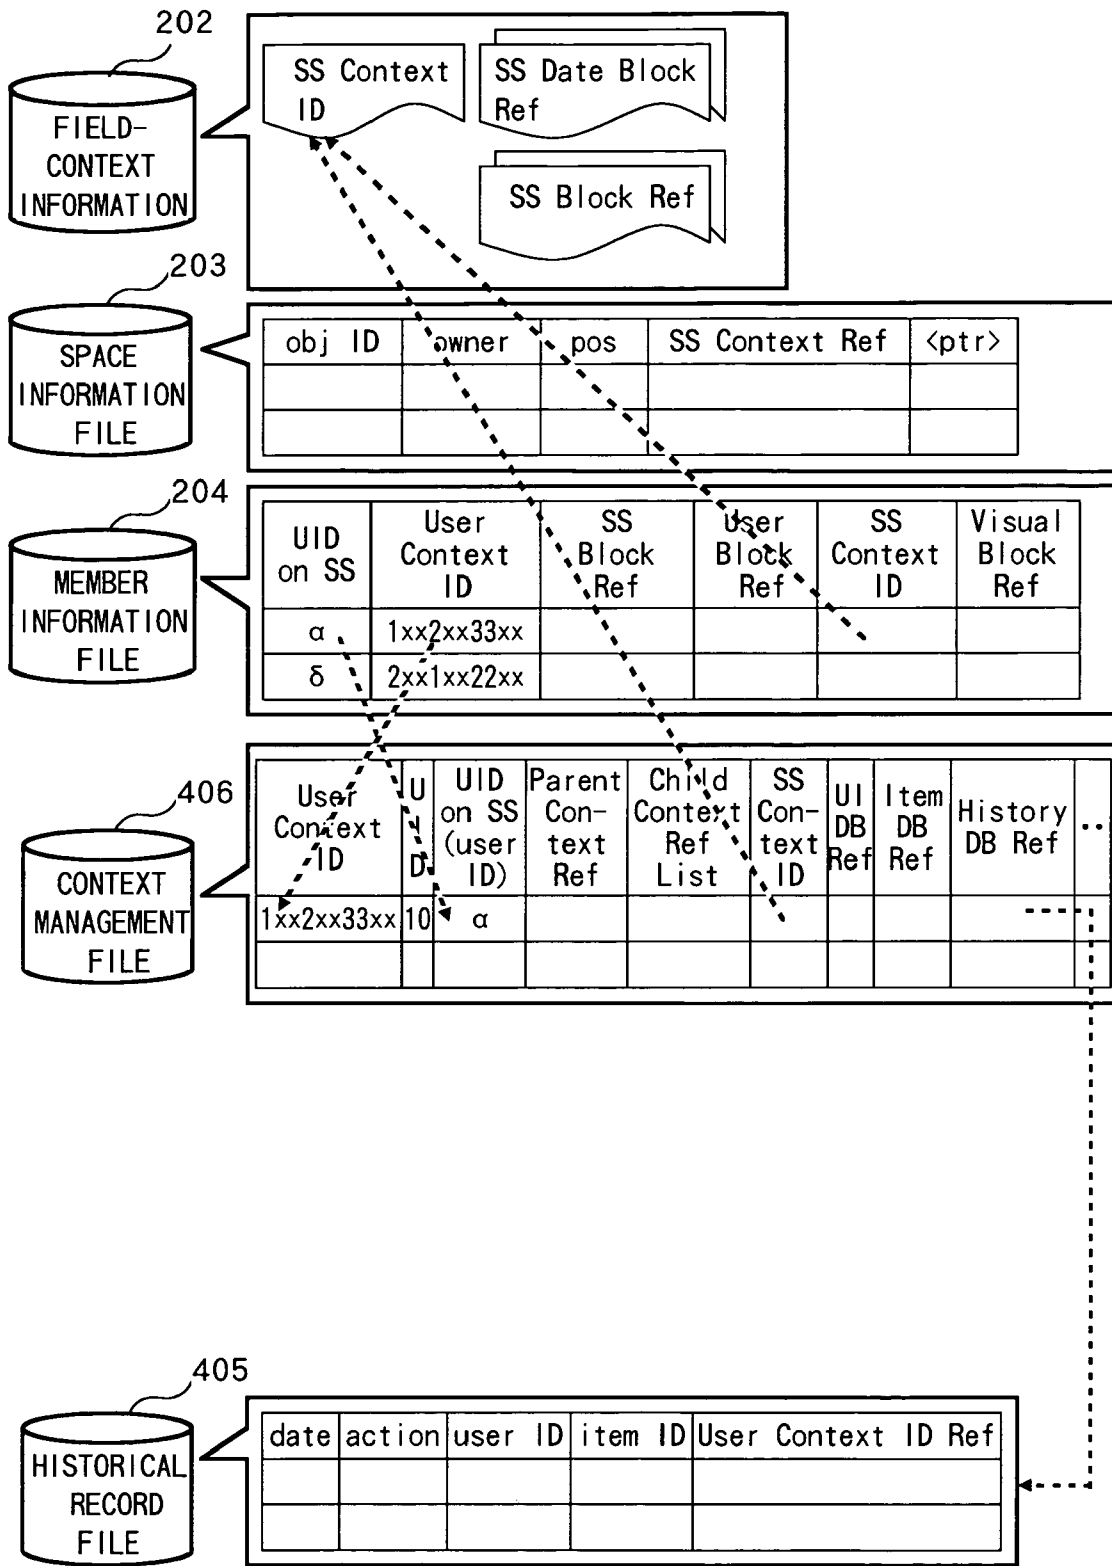 202
FIELD-
CONTEXT
INFORMATION
SS Context
ID
SS Date Block
Ref
SS Block Ref
203
SPACE
INFORMATION
FILE
obj ID owner pos SS Context Ref <ptr>
204
MEMBER
INFORMATION
FILE
UID
on SS
User
Context
ID
SS
Block
Ref
User
Block
Ref
SS
Context
ID
Visual
Block
Ref
α 1xx2xx33xx
δ 2xx1xx22xx
406
CONTEXT
MANAGEMENT
FILE
User
Context
ID
U
I
D
UID
on SS
(user
ID)
Parent
Con-
text
Ref
Child
Context
Ref
List
SS
Con-
text
ID
UI
DB
Ref
Item
DB
Ref
History
DB Ref
..
1xx2xx33xx 10 α
405
HISTORICAL
RECORD
FILE
date action user ID item ID User Context ID Ref